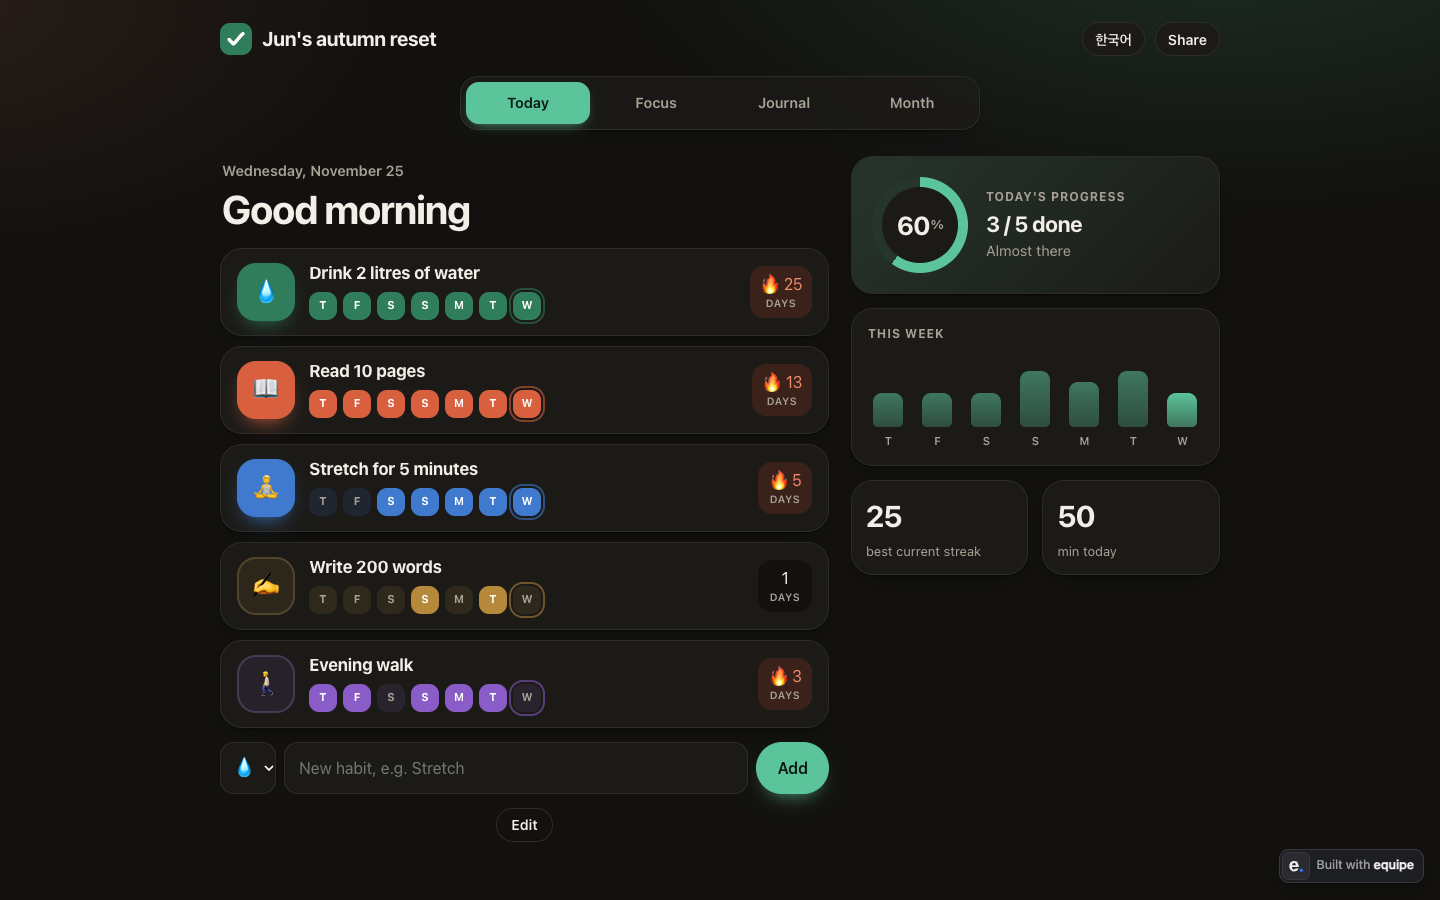 Jun's autumn reset
한국어
Share
Today
Focus
Journal
Month
Wednesday, November 25
Good morning
Drink 2 litres of water
T F S S M T W
25
DAYS
Read 10 pages
T F S S M T W
13
DAYS
Stretch for 5 minutes
T F S S M T W
5
DAYS
Write 200 words
T F S S M T W
1
DAYS
Evening walk
T F S S M T W
3
DAYS
New habit, e.g. Stretch
Add
Edit
60%
TODAY'S PROGRESS
3 / 5 done
Almost there
THIS WEEK
T F S S M T W
25
best current streak
50
min today
e. Built with equipe